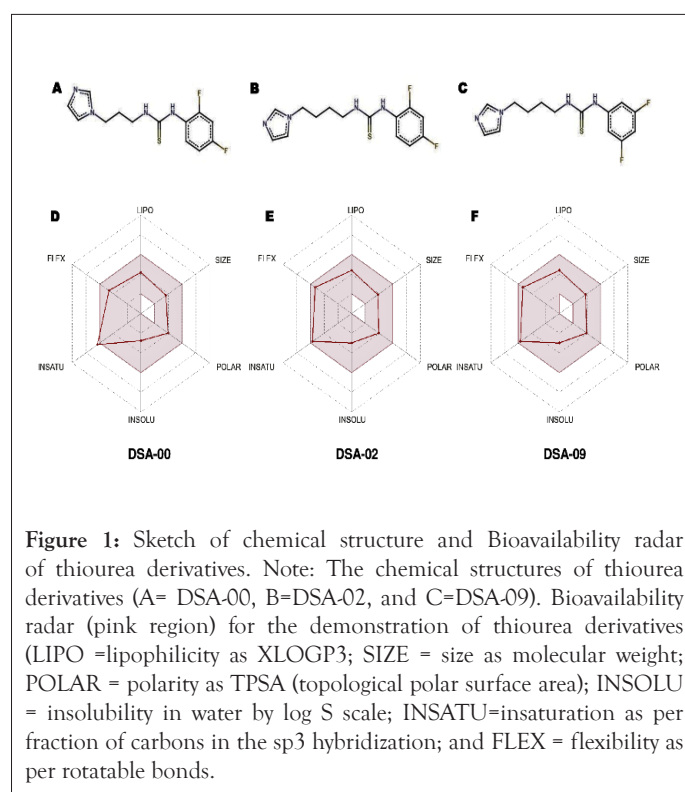 A
B
C
N
N
H
N
H
N
S
F
F
N
N
H
N
H
N
S
F
F
N
N
H
N
H
N
S
F
F
D
E
F
LIPO
LIPO
LIPO
FLEX
SIZE
FLEX
SIZE
FLEX
SIZE
INSATU
POLAR
INSATU
POLAR
INSATU
POLAR
INSOLU
INSOLU
INSOLU
DSA-00
DSA-02
DSA-09
Figure 1: Sketch of chemical structure and Bioavailability radar
of thiourea derivatives. Note: The chemical structures of thiourea
derivatives (A= DSA-00, B=DSA-02, and C=DSA-09). Bioavailability
radar (pink region) for the demonstration of thiourea derivatives
(LIPO =lipophilicity as XLOGP3; SIZE = size as molecular weight;
POLAR = polarity as TPSA (topological polar surface area); INSOLU
= insolubility in water by log S scale; INSATU=insaturation as per
fraction of carbons in the sp3 hybridization; and FLEX = flexibility as
per rotatable bonds.